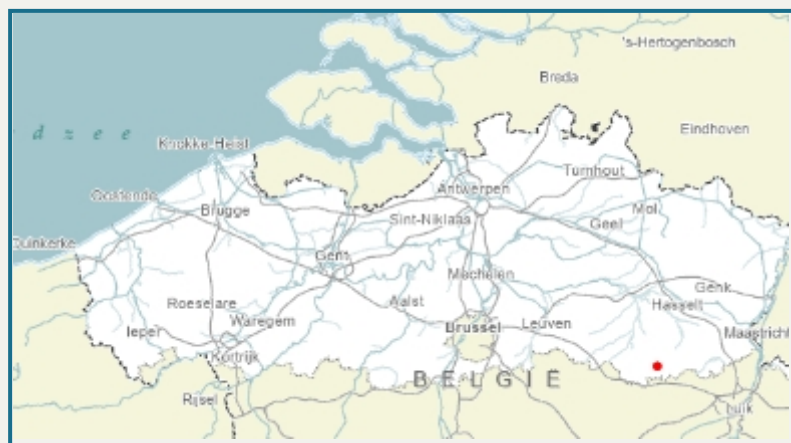 's-Hertogenbosch
Breda
d z e e
Eindhoven
Knokke-Heist
Turnhout
Antwerpen
Oostende
Mol
Brugge
Sint-Niklaas
Geel
Duinkerke
Gent
Mechelen
Genk
Roeselare
Aalst
Hasselt
Waregem
Brussel
Leuven
Ieper
Maastricht
Kortrijk
BELGIË
Rijsel
Luik